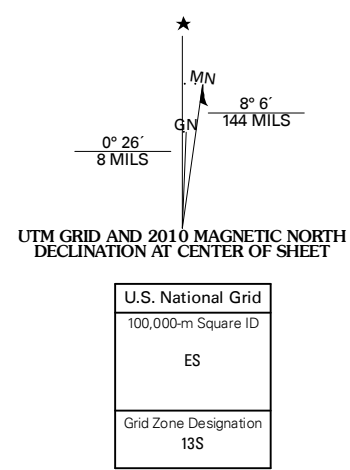 ★
MN
GN
8° 6´
144 MILS
0° 26´
8 MILS
UTM GRID AND 2010 MAGNETIC NORTH
DECLINATION AT CENTER OF SHEET
U.S. National Grid
100,000-m Square ID
ES
Grid Zone Designation
13S